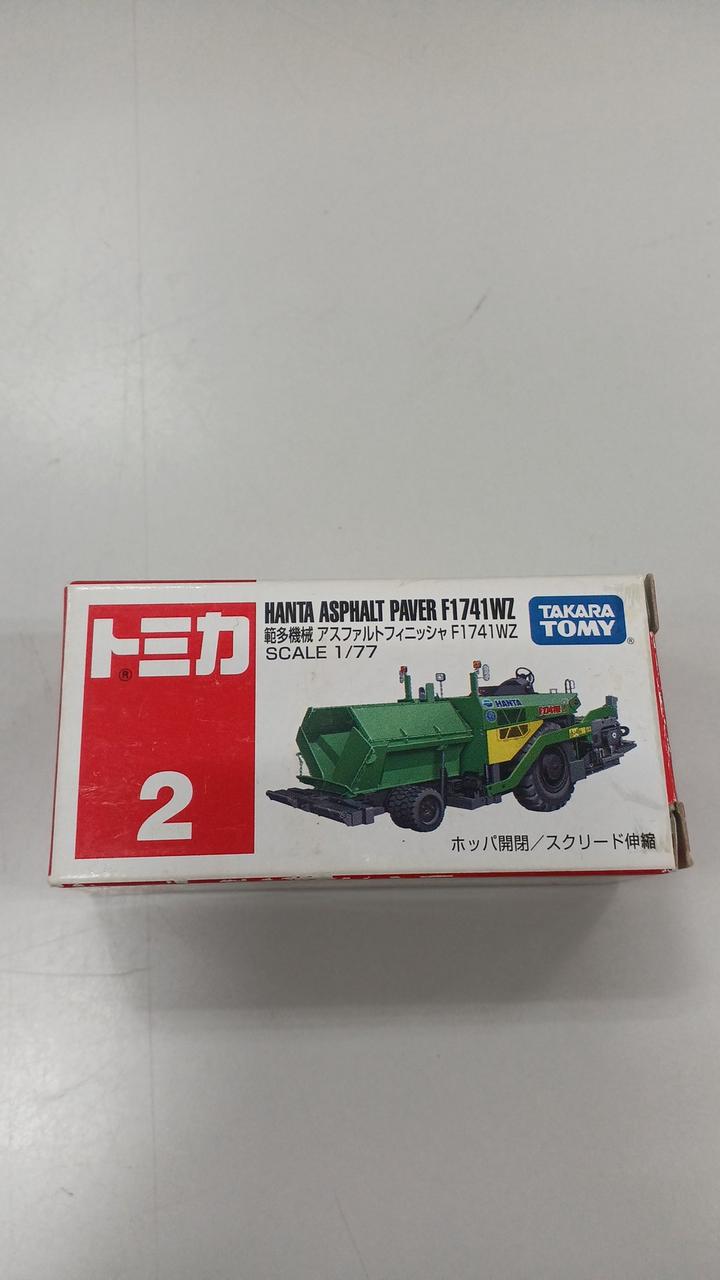 トミカ
®
2
HANTA ASPHALT PAVER F1741WZ
範多機械 アスファルトフィニッシャ F1741WZ
SCALE 1/77
TAKARA
TOMY
®
HANTA
ホッパ開閉/スクリード伸縮